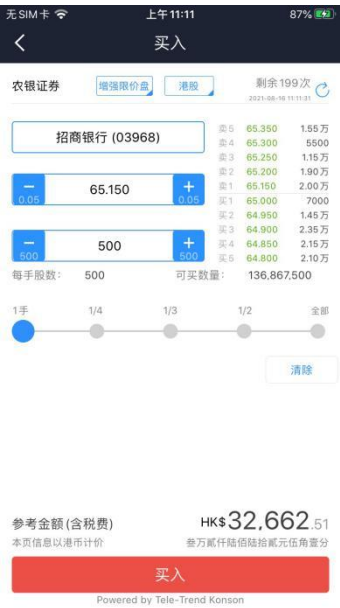 无SIM卡 上午11:11 87%
买入
农银证券 增强限价盘 港股 剩余199次
2021-06-16 11:11:31
招商银行 (03968)
卖5 65.350 1.55万
卖4 65.300 5500
卖3 65.250 1.15万
卖2 65.200 1.90万
卖1 65.150 2.00万
买1 65.000 7000
买2 64.950 1.45万
买3 64.900 2.35万
买4 64.850 2.15万
买5 64.800 2.10万
− 65.150 +
0.05 0.05
− 500 +
500 500
每手股数: 500 可买数量: 136,867.500
1手 1/4 1/3 1/2 全部
清除
参考金额(含税费) HK$32,662.51
本页信息以港币计价 叁万贰仟陆佰陆拾贰元伍角壹分
买入
Powered by Tele-Trend Konson